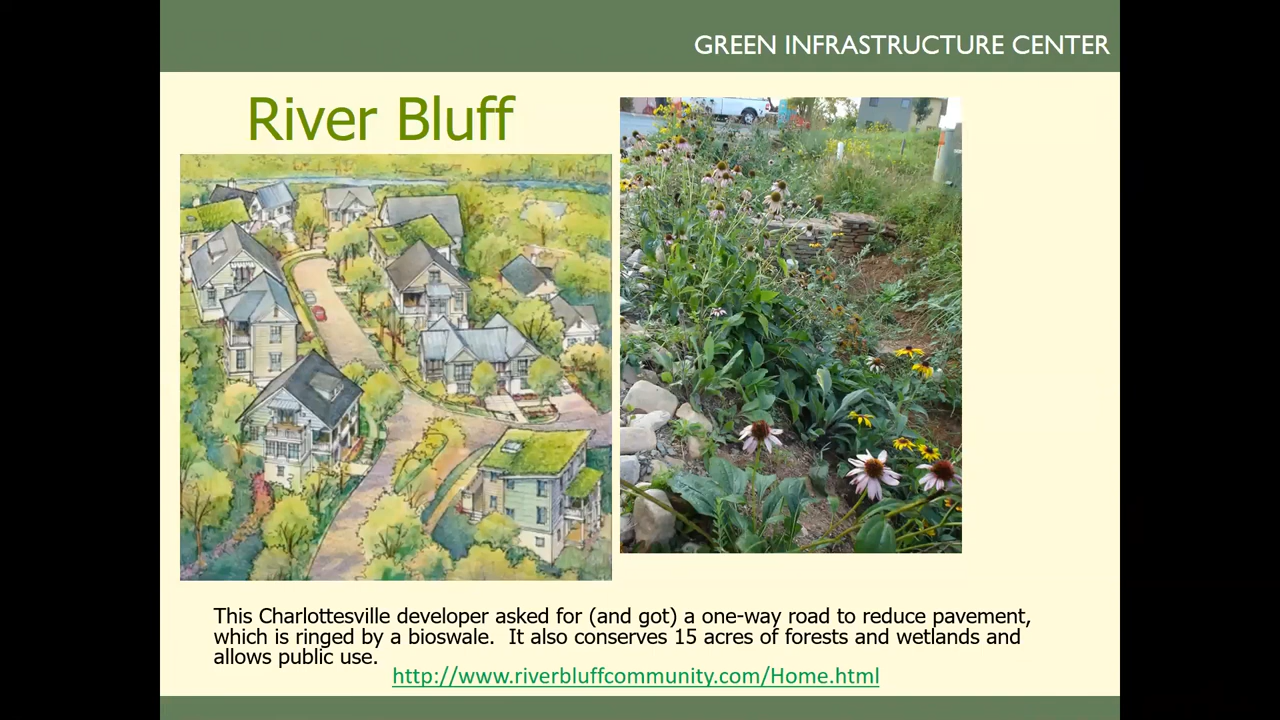 GREEN INFRASTRUCTURE CENTER
River Bluff
This Charlottesville developer asked for (and got) a one-way road to reduce pavement,
which is ringed by a bioswale.  It also conserves 15 acres of forests and wetlands and
allows public use.
http://www.riverbluffcommunity.com/Home.html